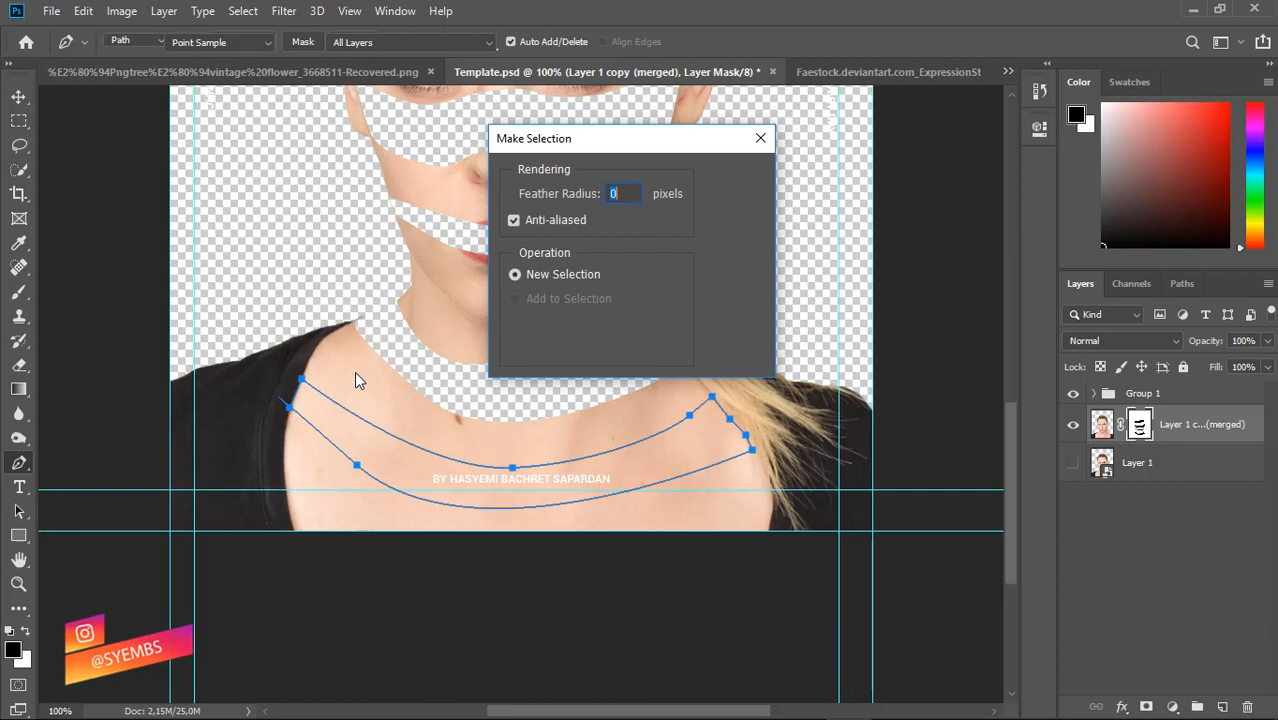 Ps File Edit Image Layer Type Select Filter 3D View Window Help
Path Point Sample Mask All Layers Auto Add/Delete Align Edges
%E2%80%94Pngtree%E2%80%94vintage%20flower_3668511-Recovered.png × Template.psd @ 100% (Layer 1 copy (merged), Layer Mask/8) * × Faestock.deviantart.com_ExpressionSt
Color Swatches
Make Selection
Rendering
Feather Radius: 0 pixels
Anti-aliased
Operation
New Selection
Add to Selection
Layers Channels Paths
Kind
Normal Opacity: 100%
Lock: Fill: 100%
Group 1
Layer 1 c...(merged)
Layer 1
BY HASYEMI BACHRET SAPARDAN
@SYEMBS
100% Doc: 2,15M/25,0M